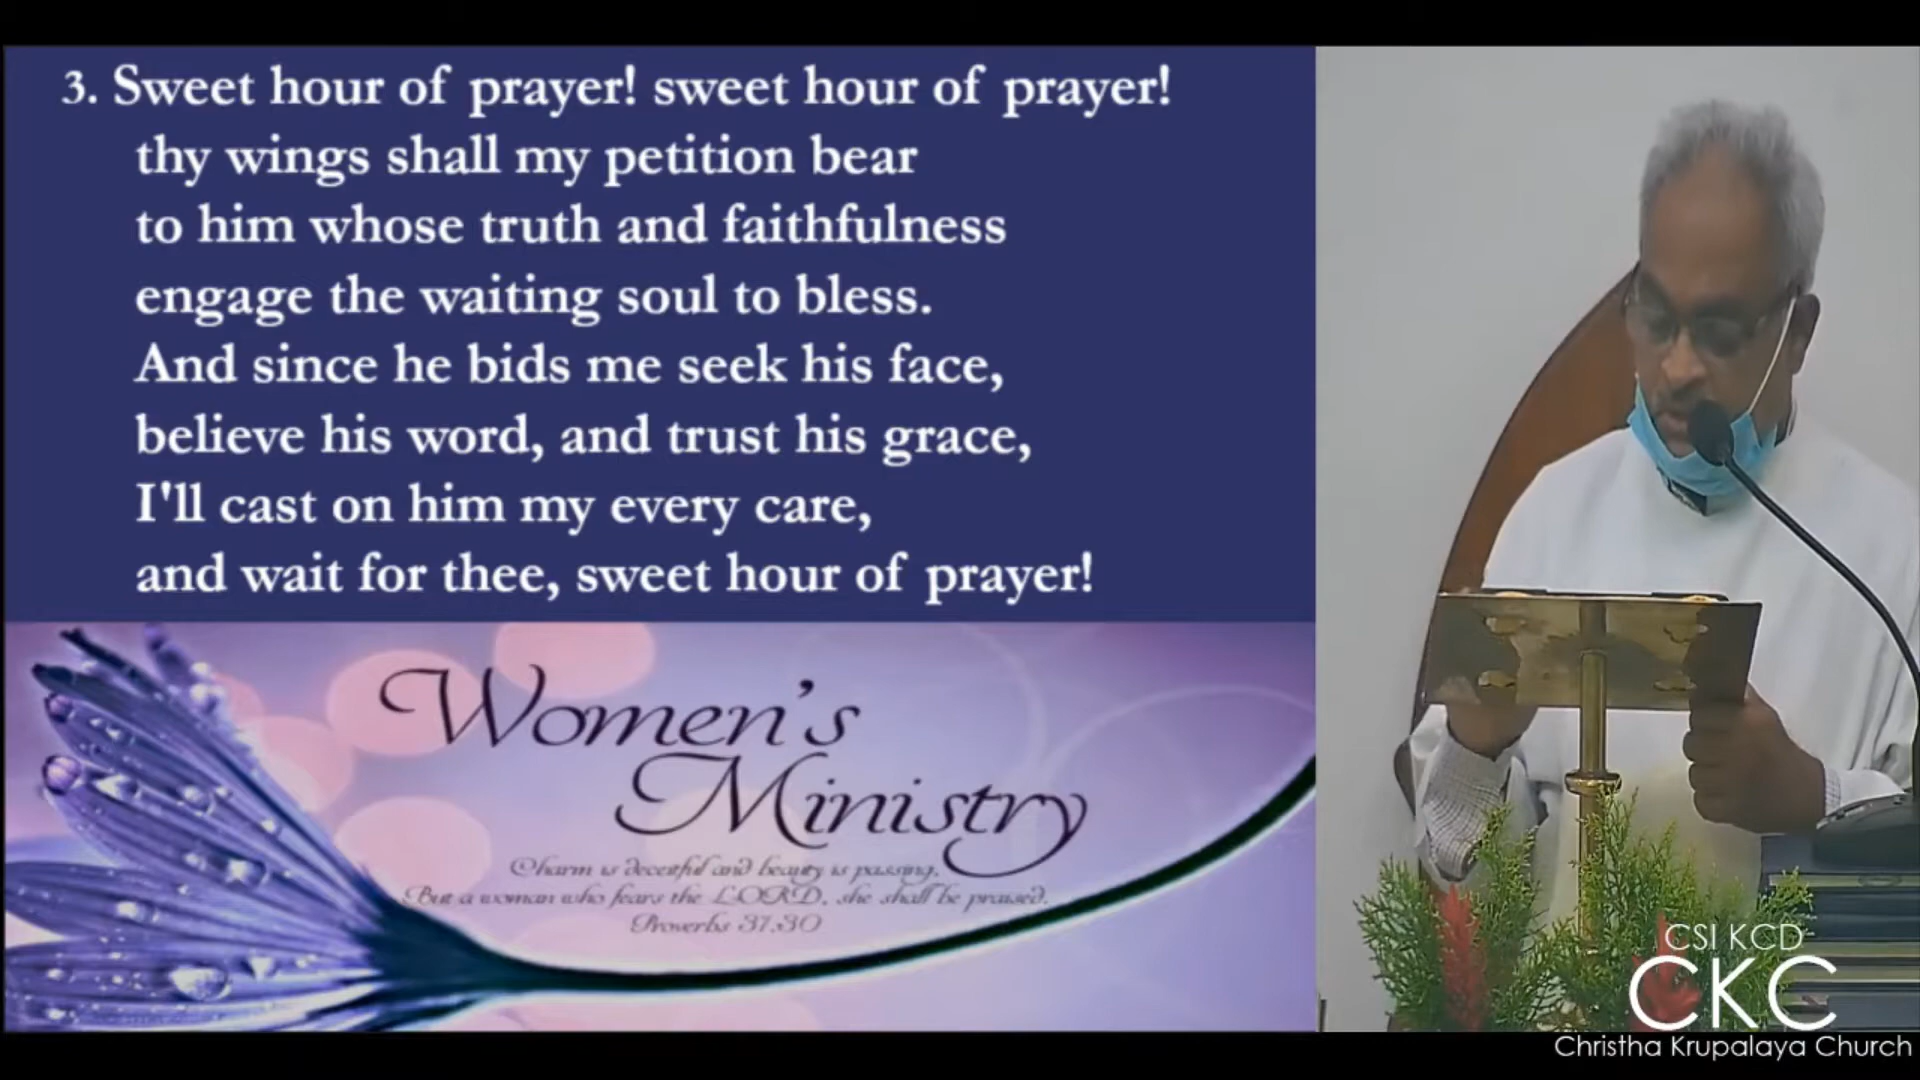 3. Sweet hour of prayer! sweet hour of prayer!
thy wings shall my petition bear
to him whose truth and faithfulness
engage the waiting soul to bless.
And since he bids me seek his face,
believe his word, and trust his grace,
I'll cast on him my every care,
and wait for thee, sweet hour of prayer!
Women's
Ministry
Charm is deceitful and beauty is passing,
But a woman who fears the LORD, she shall be praised.
Proverbs 31:30
CSI KCD
CKC
Christha Krupalaya Church